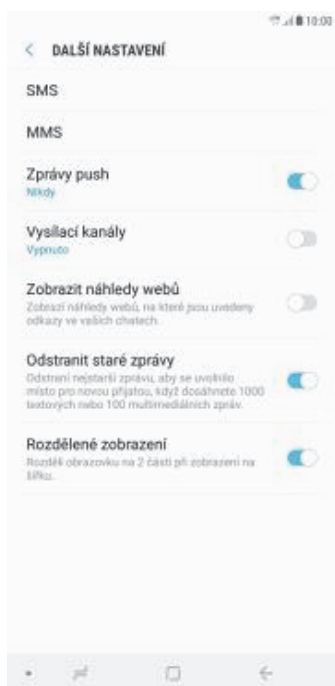 10:00
DALŠÍ NASTAVENÍ
SMS
MMS
Zprávy push
Nikdy
Vysílací kanály
Vypnuto
Zobrazit náhledy webů
Zobrazí náhledy webů, na které jsou uvedeny
odkazy ve vašich chatech.
Odstranit staré zprávy
Odstraní nejstarší zprávu, aby se uvolnilo
místo pro novou přijatou, když dosáhnete 1000
textových nebo 100 multimediálních zpráv.
Rozdělené zobrazení
Rozdělí obrazovku na 2 části při zobrazení na
šířku.